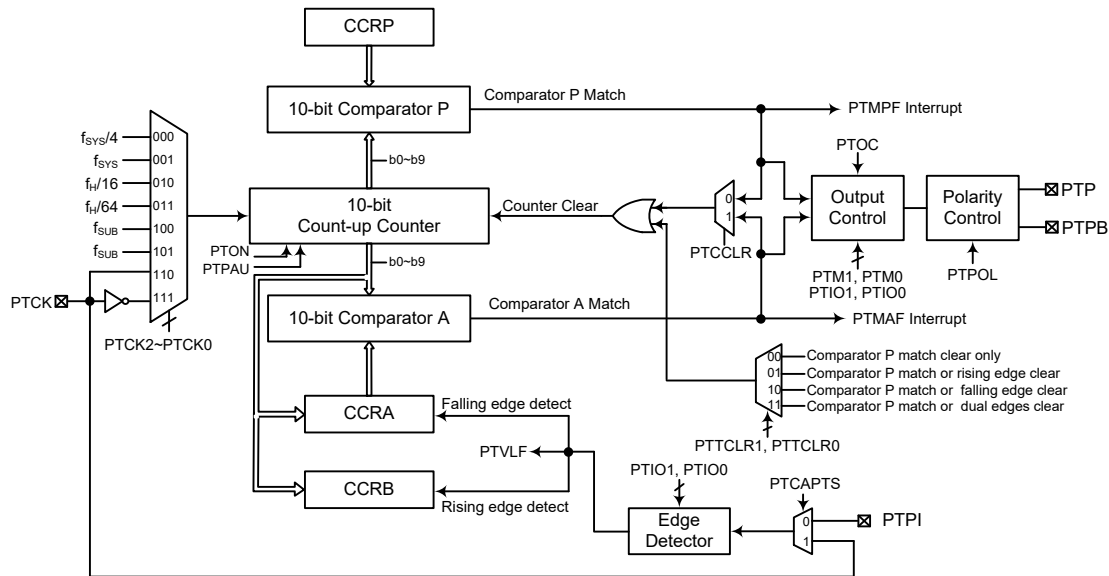 CCRP
10-bit Comparator P
Comparator P Match
PTMPF Interrupt
b0~b9
fSYS/4
000
fSYS
001
fH/16
010
fH/64
011
fSUB
100
fSUB
101
110
111
PTCK
PTCK2~PTCK0
10-bit
Count-up Counter
PTON
PTPAU
Counter Clear
0
1
PTCCLR
PTOC
Output
Control
PTM1, PTM0
PTIO1, PTIO0
Polarity
Control
PTPOL
PTP
PTPB
b0~b9
10-bit Comparator A
Comparator A Match
PTMAF Interrupt
00
Comparator P match clear only
01
Comparator P match or rising edge clear
10
Comparator P match or falling edge clear
11
Comparator P match or dual edges clear
PTTCLR1, PTTCLR0
CCRA
Falling edge detect
PTVLF
CCRB
Rising edge detect
PTIO1, PTIO0
Edge
Detector
PTCAPTS
0
1
PTPI